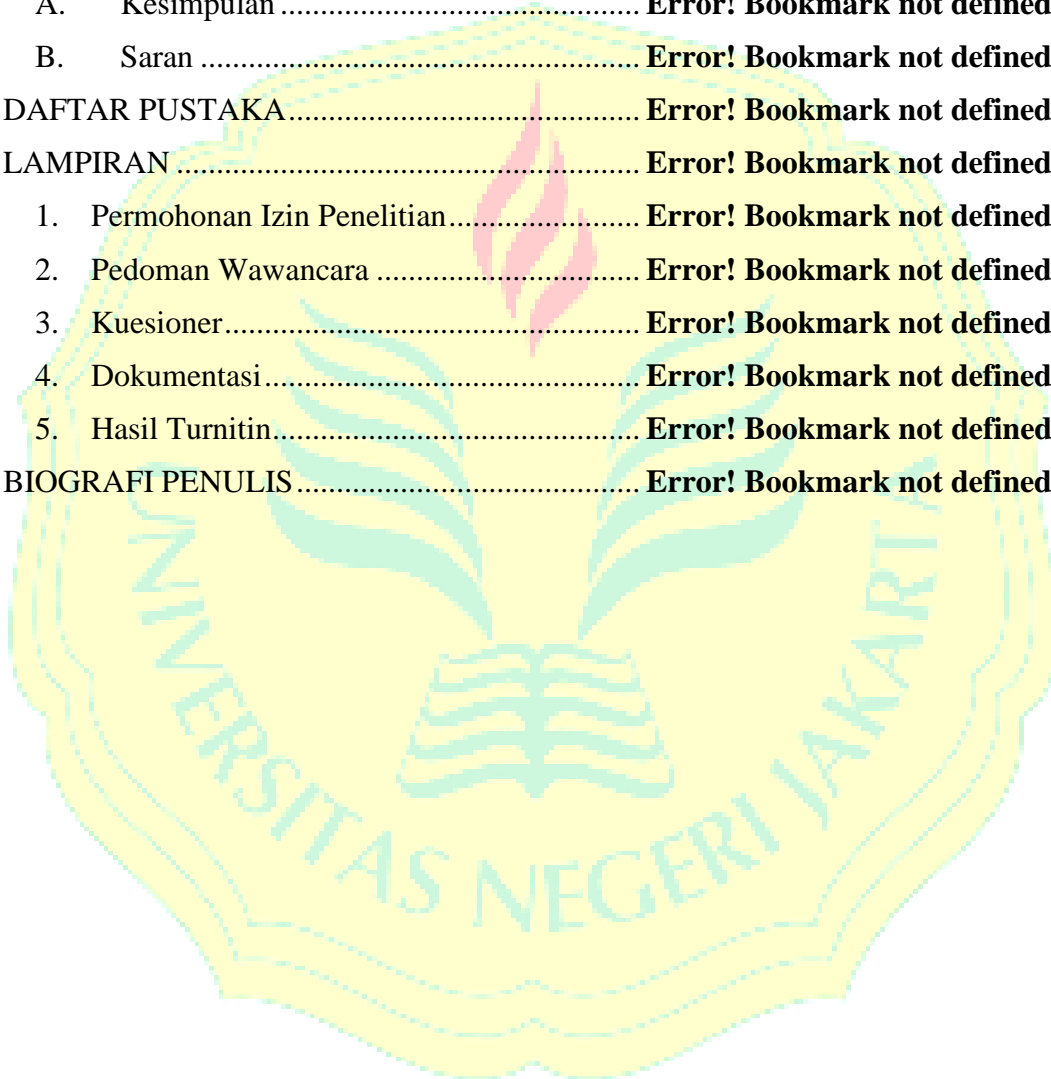 A. Kesimpulan ............................................. Error! Bookmark not defined
B. Saran ....................................................... Error! Bookmark not defined
DAFTAR PUSTAKA............................................ Error! Bookmark not defined
LAMPIRAN .......................................................... Error! Bookmark not defined
1. Permohonan Izin Penelitian........................ Error! Bookmark not defined
2. Pedoman Wawancara ................................. Error! Bookmark not defined
3. Kuesioner.................................................... Error! Bookmark not defined
4. Dokumentasi............................................... Error! Bookmark not defined
5. Hasil Turnitin.............................................. Error! Bookmark not defined
BIOGRAFI PENULIS........................................... Error! Bookmark not defined
UNIVERSITAS NEGERI JAKARTA